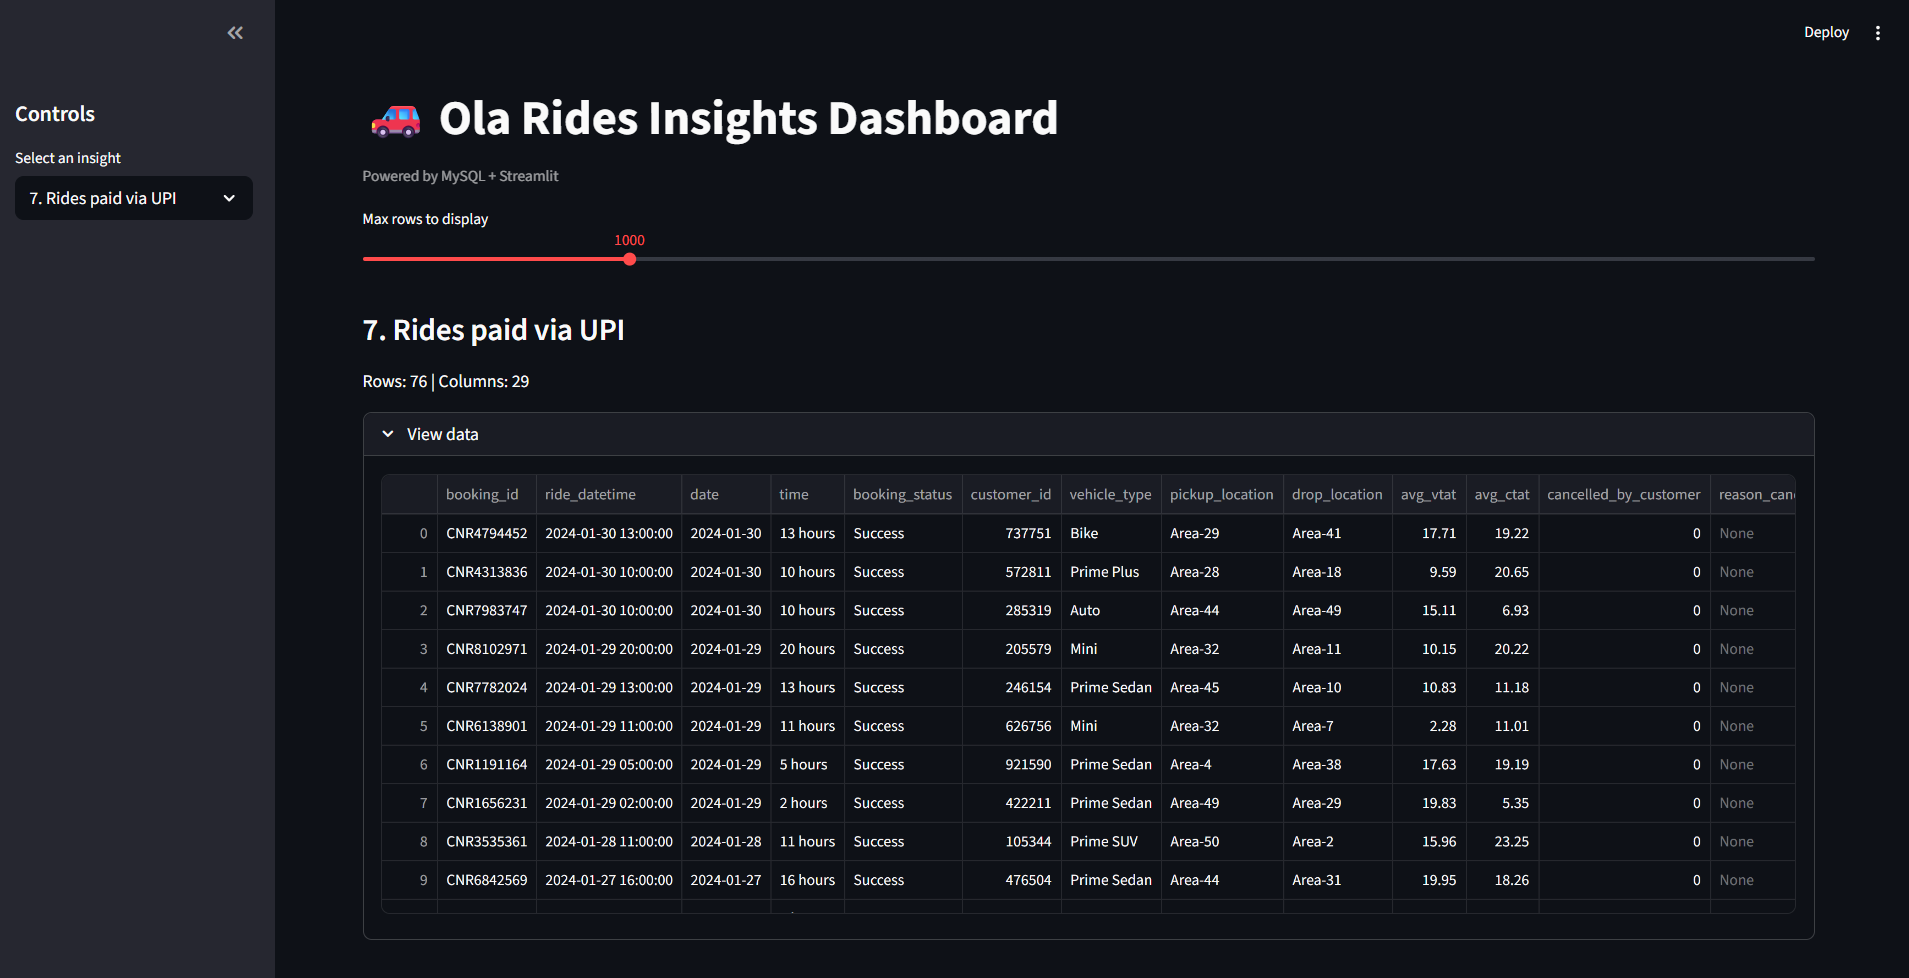 Deploy
Controls
Select an insight
7. Rides paid via UPI
Ola Rides Insights Dashboard
Powered by MySQL + Streamlit
Max rows to display
1000
7. Rides paid via UPI
Rows: 76 | Columns: 29
View data
booking_id ride_datetime date time booking_status customer_id vehicle_type pickup_location drop_location avg_vtat avg_ctat cancelled_by_customer reason_can
0 CNR4794452 2024-01-30 13:00:00 2024-01-30 13 hours Success 737751 Bike Area-29 Area-41 17.71 19.22 0 None
1 CNR4313836 2024-01-30 10:00:00 2024-01-30 10 hours Success 572811 Prime Plus Area-28 Area-18 9.59 20.65 0 None
2 CNR7983747 2024-01-30 10:00:00 2024-01-30 10 hours Success 285319 Auto Area-44 Area-49 15.11 6.93 0 None
3 CNR8102971 2024-01-29 20:00:00 2024-01-29 20 hours Success 205579 Mini Area-32 Area-11 10.15 20.22 0 None
4 CNR7782024 2024-01-29 13:00:00 2024-01-29 13 hours Success 246154 Prime Sedan Area-45 Area-10 10.83 11.18 0 None
5 CNR6138901 2024-01-29 11:00:00 2024-01-29 11 hours Success 626756 Mini Area-32 Area-7 2.28 11.01 0 None
6 CNR1191164 2024-01-29 05:00:00 2024-01-29 5 hours Success 921590 Prime Sedan Area-4 Area-38 17.63 19.19 0 None
7 CNR1656231 2024-01-29 02:00:00 2024-01-29 2 hours Success 422211 Prime Sedan Area-49 Area-29 19.83 5.35 0 None
8 CNR3535361 2024-01-28 11:00:00 2024-01-28 11 hours Success 105344 Prime SUV Area-50 Area-2 15.96 23.25 0 None
9 CNR6842569 2024-01-27 16:00:00 2024-01-27 16 hours Success 476504 Prime Sedan Area-44 Area-31 19.95 18.26 0 None